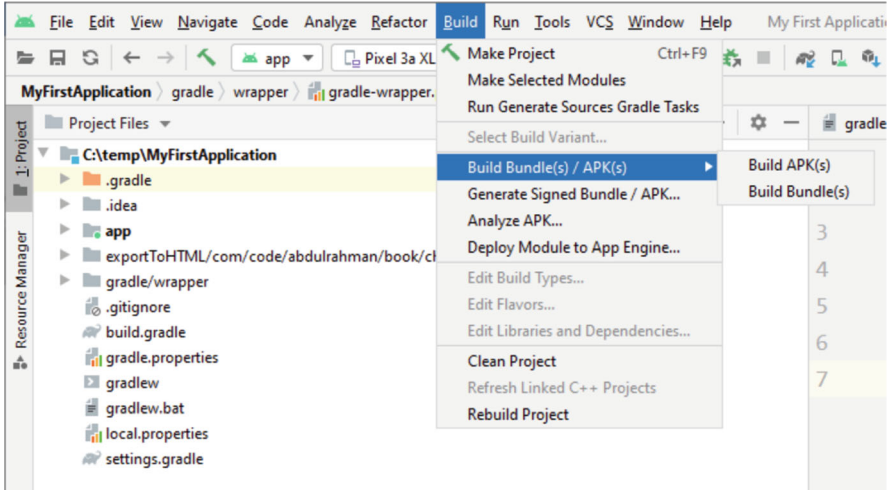 File Edit View Navigate Code Analyze Refactor Build Run Tools VCS Window Help My First Applicati
app Pixel 3a XL
MyFirstApplication gradle wrapper gradle-wrapper.
1: Project
Resource Manager
Project Files
C:\temp\MyFirstApplication
.gradle
.idea
app
exportToHTML/com/code/abdulrahman/book/cl
gradle/wrapper
.gitignore
build.gradle
gradle.properties
gradlew
gradlew.bat
local.properties
settings.gradle
Make Project Ctrl+F9
Make Selected Modules
Run Generate Sources Gradle Tasks
Select Build Variant...
Build Bundle(s) / APK(s)
Generate Signed Bundle / APK...
Analyze APK...
Deploy Module to App Engine...
Edit Build Types...
Edit Flavors...
Edit Libraries and Dependencies...
Clean Project
Refresh Linked C++ Projects
Rebuild Project
Build APK(s)
Build Bundle(s)
gradle
3
4
5
6
7